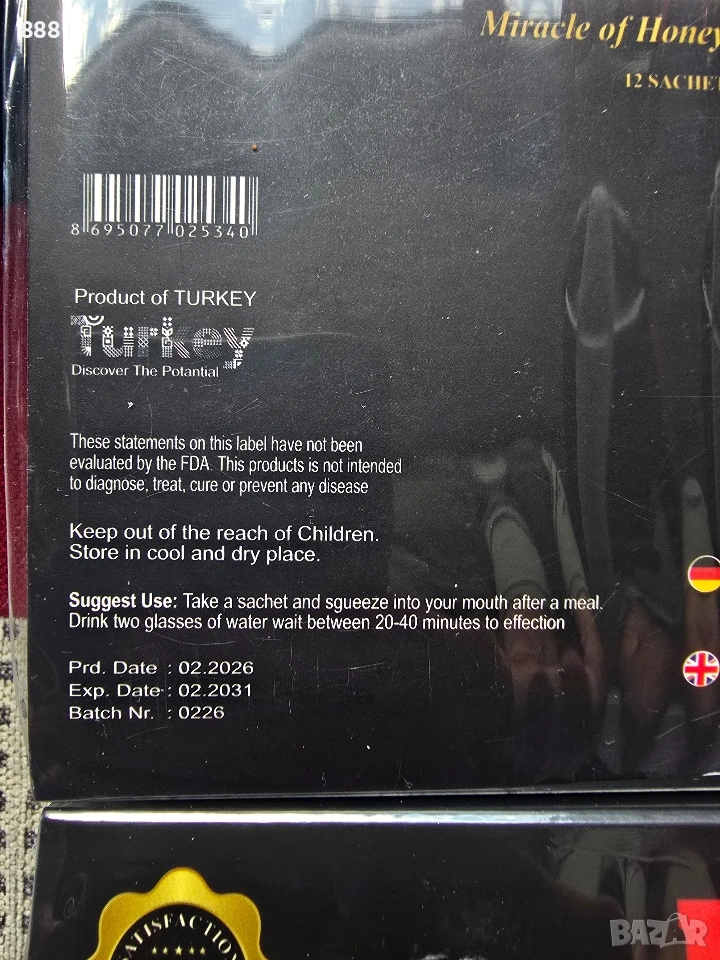 888
Miracle of Honey
12 SACHET
8 695077 025340
Product of TURKEY
Turkey
Discover The Potantial
These statements on this label have not been
evaluated by the FDA. This products is not intended
to diagnose, treat, cure or prevent any disease
Keep out of the reach of Children.
Store in cool and dry place.
Suggest Use: Take a sachet and sgueeze into your mouth after a meal.
Drink two glasses of water wait between 20-40 minutes to effection
Prd. Date : 02.2026
Exp. Date : 02.2031
Batch Nr. : 0226
SATISFACTION
BAZAR